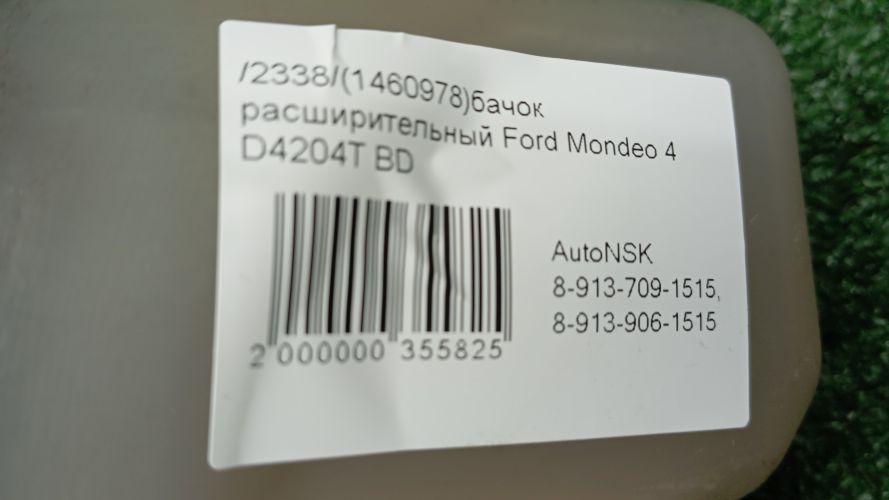 /2338/(1460978)бачок
расширительный Ford Mondeo 4
D4204T BD
AutoNSK
8-913-709-1515,
8-913-906-1515
2 000000 355825